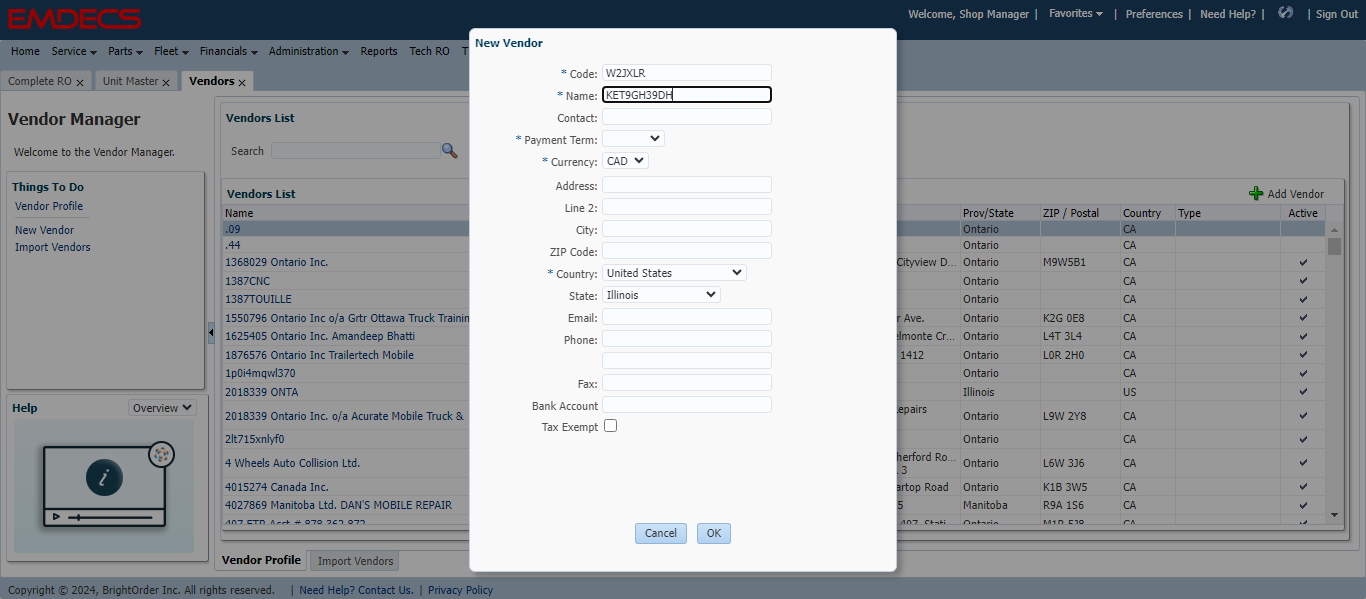 EMDECS
Welcome, Shop Manager | Favorites | Preferences | Need Help? | | Sign Out
Home Service Parts Fleet Financials Administration Reports Tech RO
Complete RO Unit Master Vendors
Vendor Manager
Welcome to the Vendor Manager.
Things To Do
Vendor Profile
New Vendor
Import Vendors
Help Overview
Vendors List
Search
Vendors List
Add Vendor
Name Prov/State ZIP / Postal Country Type Active
.09 Ontario CA
.44 Ontario CA
1368029 Ontario Inc. Cityview D... Ontario M9W5B1 CA
1387CNC Ontario CA
1387TOUILLE Ontario CA
1550796 Ontario Inc o/a Grtr Ottawa Truck Trainin r Ave. Ontario K2G 0E8 CA
1625405 Ontario Inc. Amandeep Bhatti elmonte Cr... Ontario L4T 3L4 CA
1876576 Ontario Inc Trailertech Mobile 1412 Ontario L0R 2H0 CA
1p0i4mqwl370 Ontario CA
2018339 ONTA Illinois US
2018339 Ontario Inc. o/a Acurate Mobile Truck & epairs Ontario L9W 2Y8 CA
2lt715xnlyf0 Ontario CA
4 Wheels Auto Collision Ltd. herford Ro... 3 Ontario L6W 3J6 CA
4015274 Canada Inc. artop Road Ontario K1B 3W5 CA
4027869 Manitoba Ltd. DAN'S MOBILE REPAIR 5 Manitoba R9A 1S6 CA
407 ETR Acct # 878 362 872 407, Stati... Ontario M1R 5J8 CA
Vendor Profile Import Vendors
New Vendor
* Code: W2JXLR
* Name: KET9GH39DH
Contact:
* Payment Term:
* Currency: CAD
Address:
Line 2:
City:
ZIP Code:
* Country: United States
State: Illinois
Email:
Phone:
Fax:
Bank Account
Tax Exempt
Cancel OK
Copyright © 2024, BrightOrder Inc. All rights reserved. | Need Help? Contact Us. | Privacy Policy